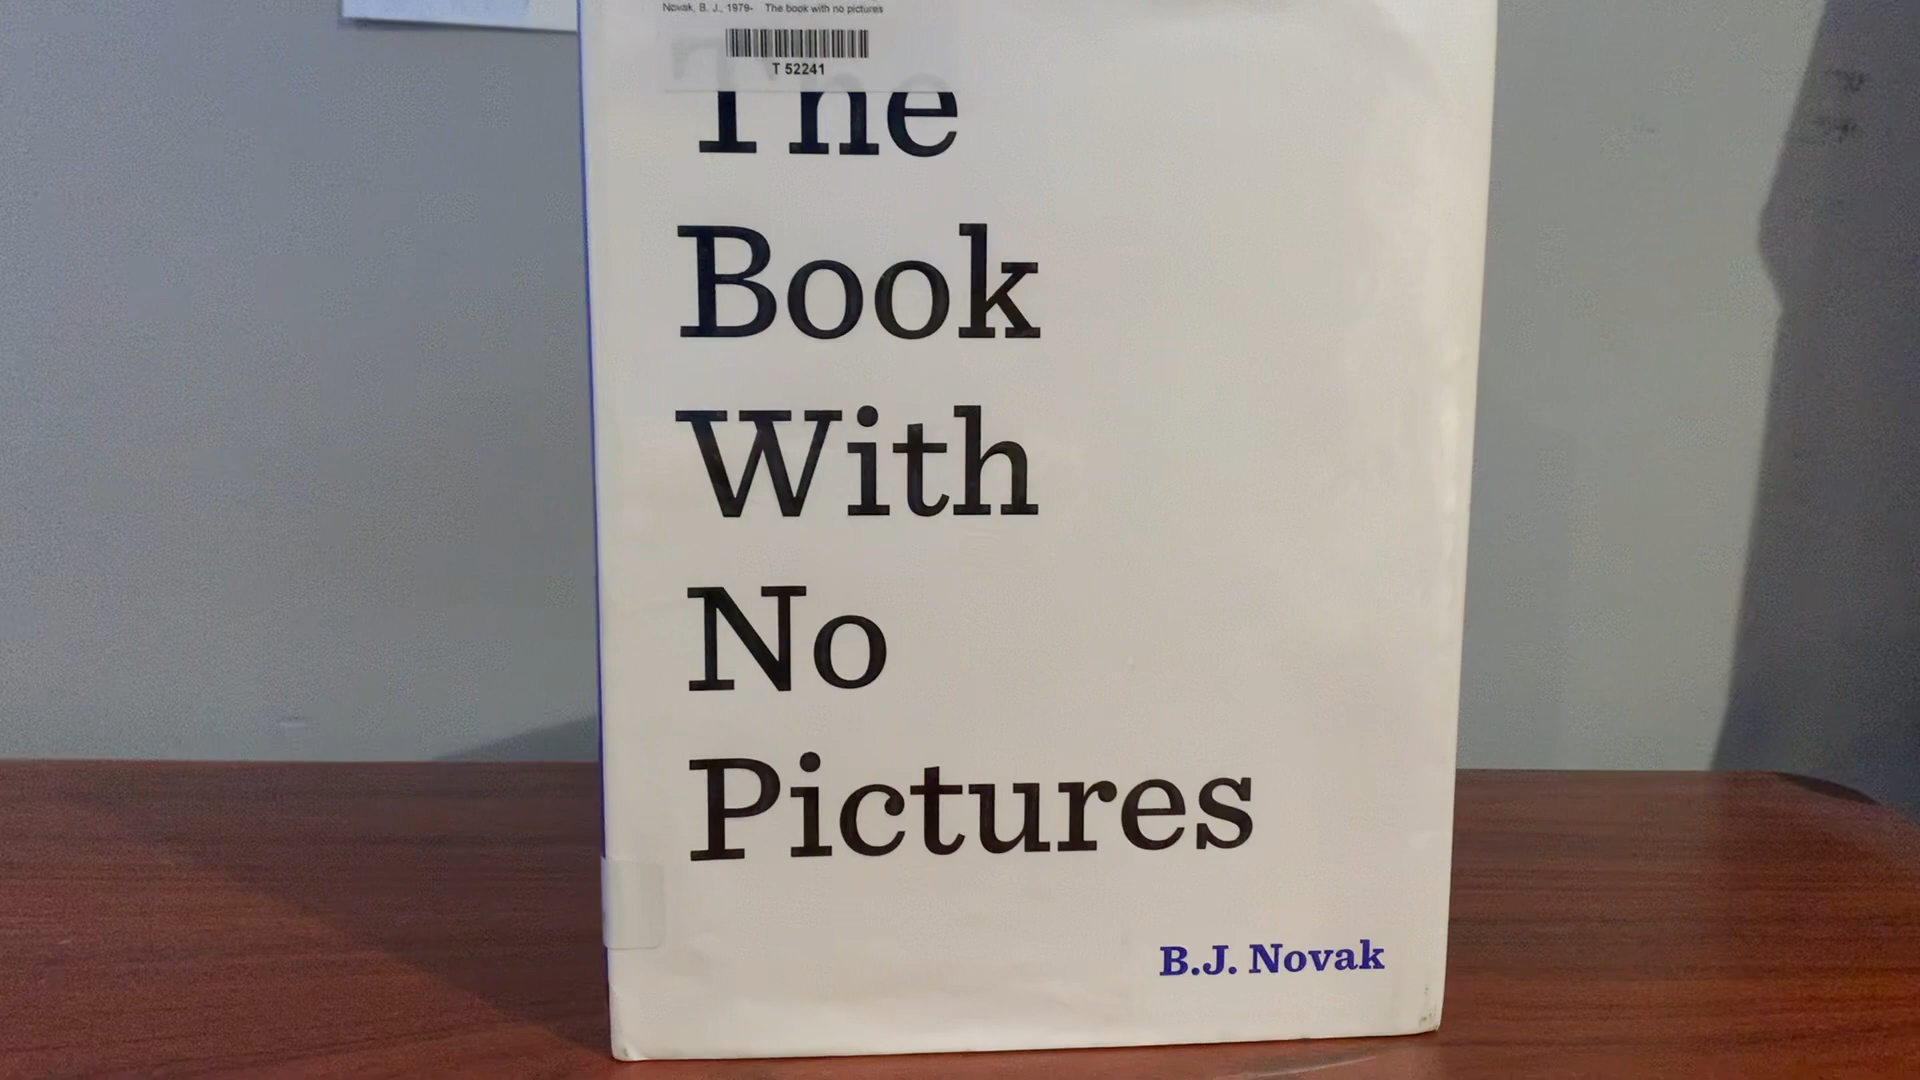 Novak, B. J., 1979- The book with no pictures
T 52241
The
Book
With
No
Pictures
B.J. Novak